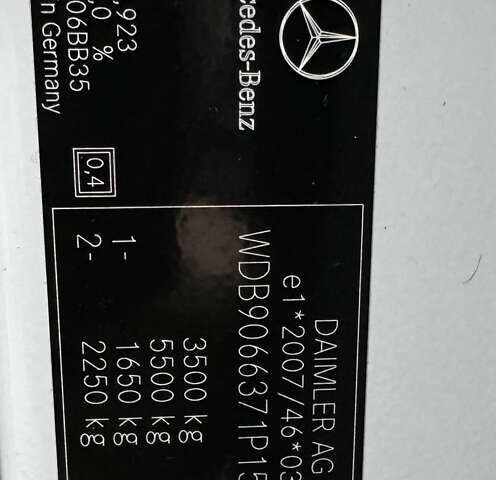 DAIMLER AG
e1*2007/46*03
WDB9066371P15
3500 kg
5500 kg
1- 1650 kg
2- 2250 kg
cedes-Benz
0,4
,923
,0 %
06BB35
n Germany